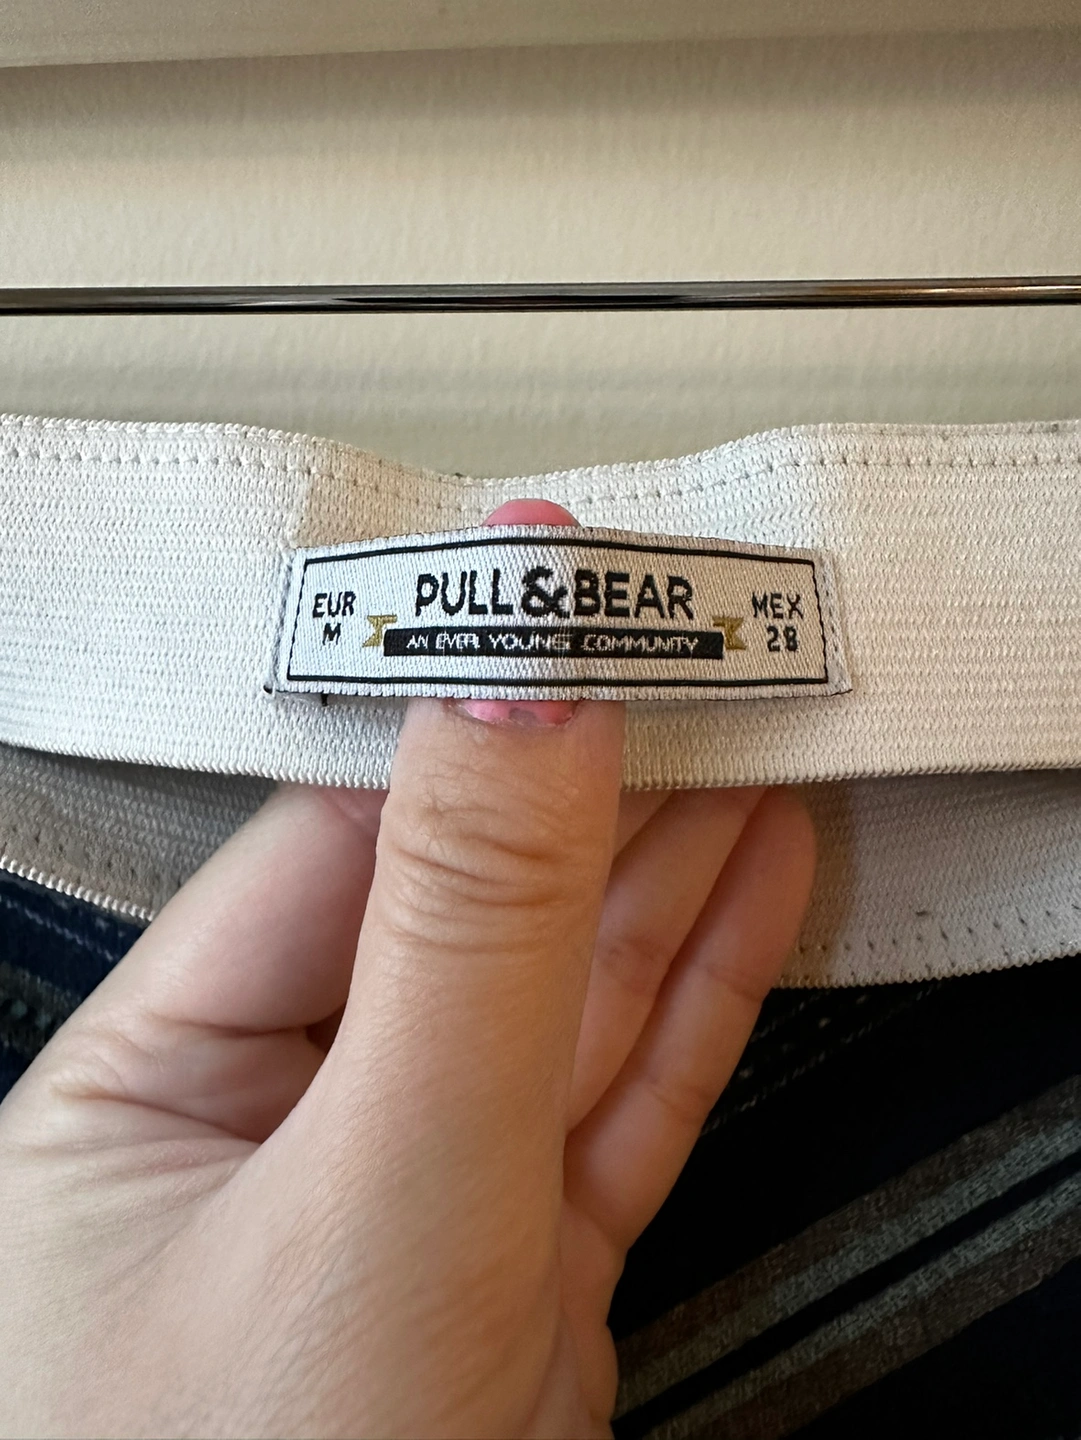 EUR
M
PULL&BEAR
AN EVER YOUNG COMMUNITY
MEX
28